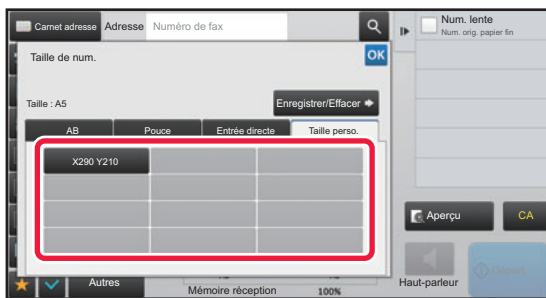 Carnet adresse Adresse Numéro de fax
Num. lente
Num. orig. papier fin
Taille de num. OK
Taille : A5 Enregistrer/Effacer
AB Pouce Entrée directe Taille perso.
X290 Y210
Aperçu CA
Départ
Autres
Mémoire réception 100%
Haut-parleur